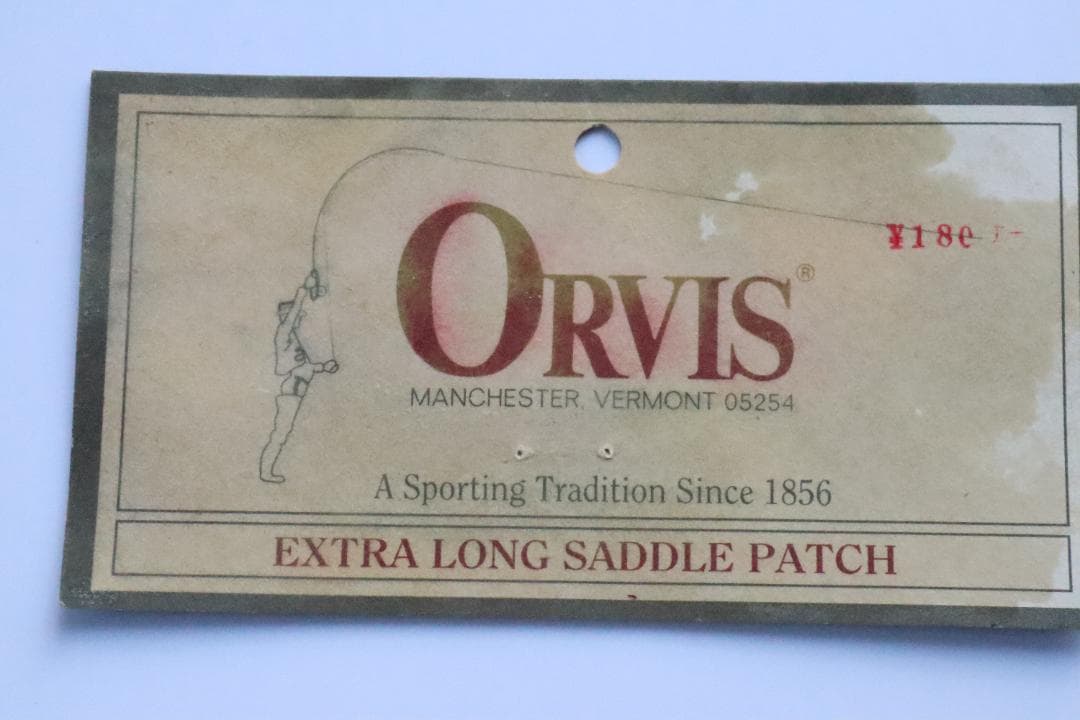 ORVIS®
MANCHESTER, VERMONT 05254
A Sporting Tradition Since 1856
EXTRA LONG SADDLE PATCH